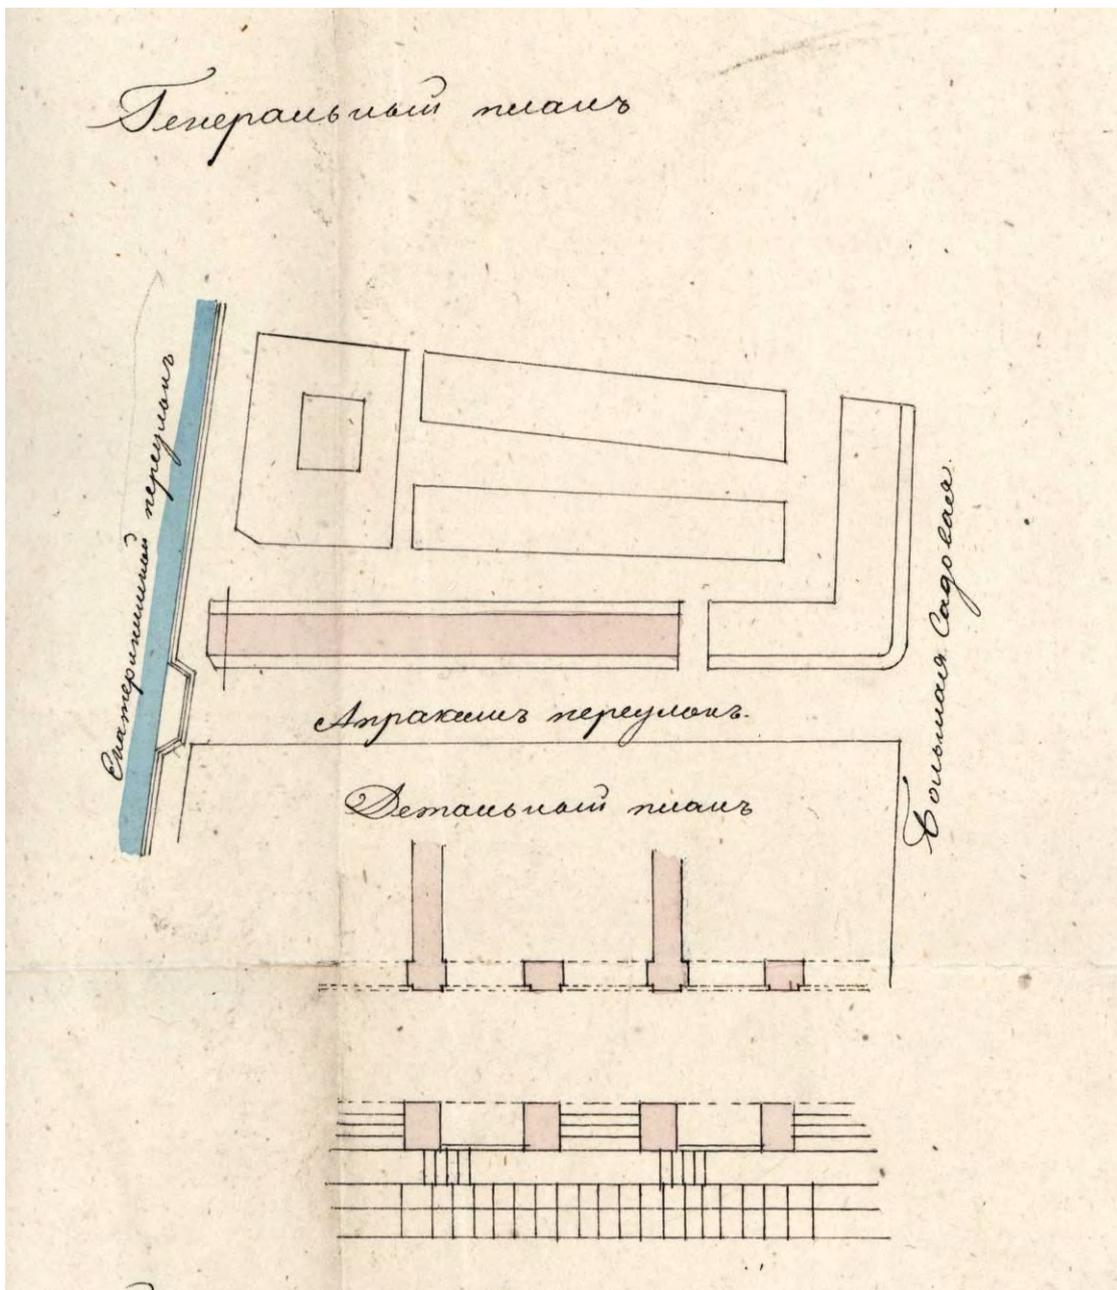 Генеральный планъ
Екатерининский переулокъ
Большая Садовая.
Апраксинъ переулокъ.
Детальный планъ